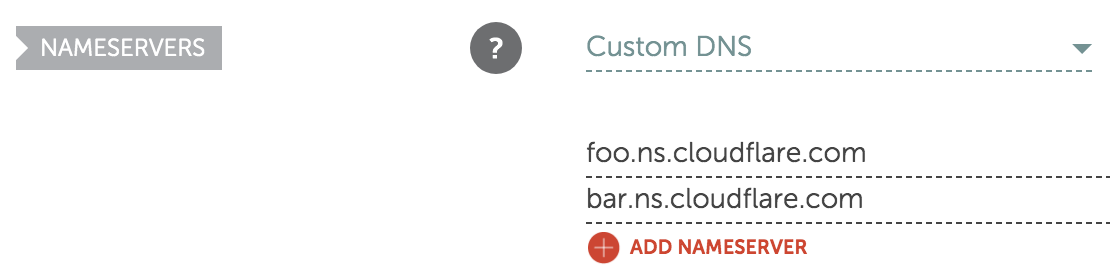 NAMESERVERS
?
Custom DNS
foo.ns.cloudflare.com
bar.ns.cloudflare.com
ADD NAMESERVER